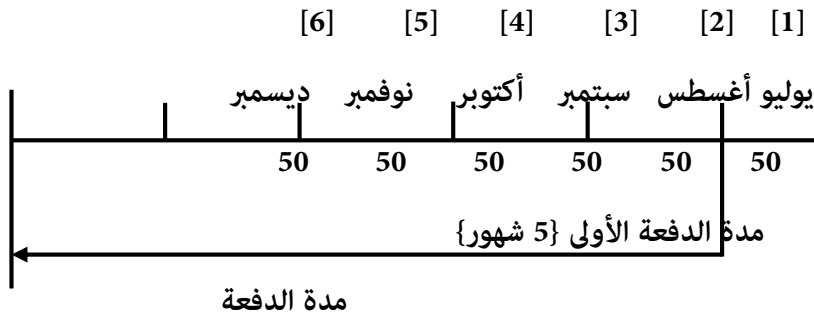 [1] [2] [3] [4] [5] [6]
يوليو أغسطس سبتمبر أكتوبر نوفمبر ديسمبر
50 50 50 50 50 50
مدة الدفعة الأولى {5 شهور}
مدة الدفعة